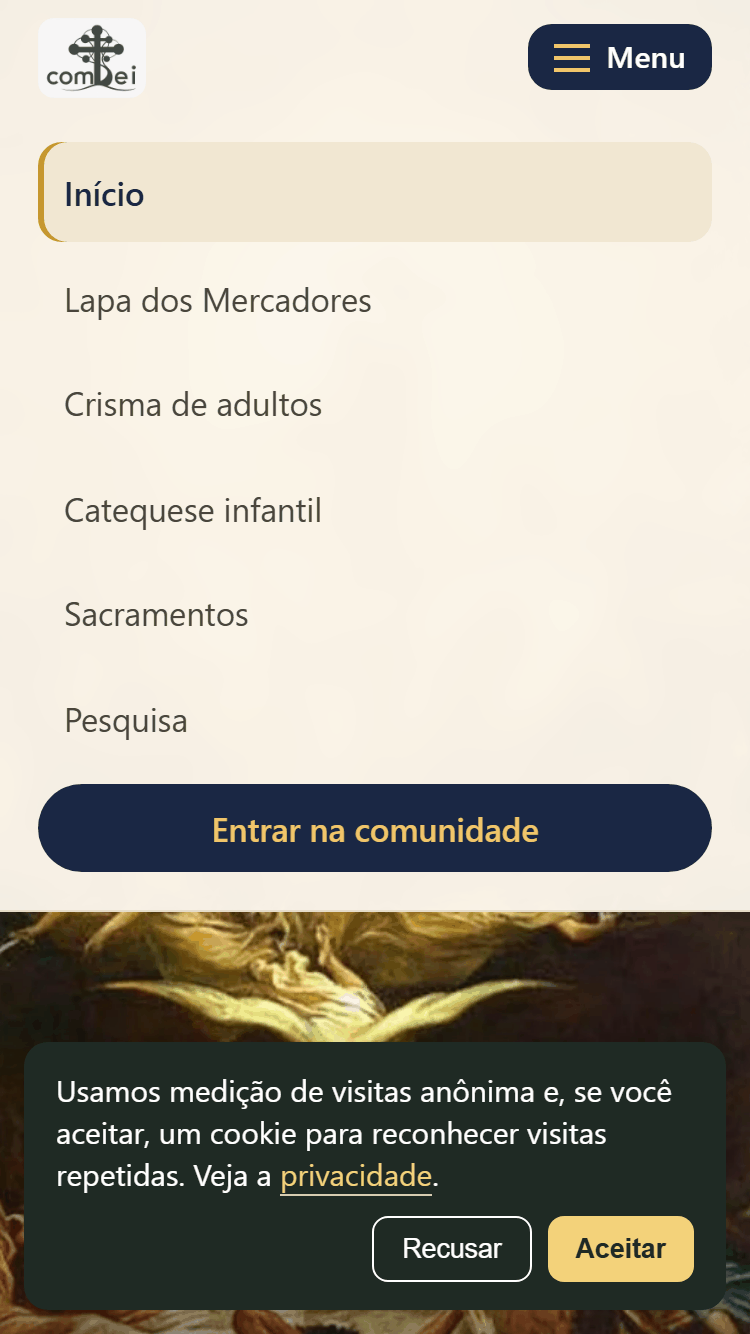 comDei
Menu
Início
Lapa dos Mercadores
Crisma de adultos
Catequese infantil
Sacramentos
Pesquisa
Entrar na comunidade
Usamos medição de visitas anônima e, se você
aceitar, um cookie para reconhecer visitas
repetidas. Veja a privacidade.
Recusar
Aceitar